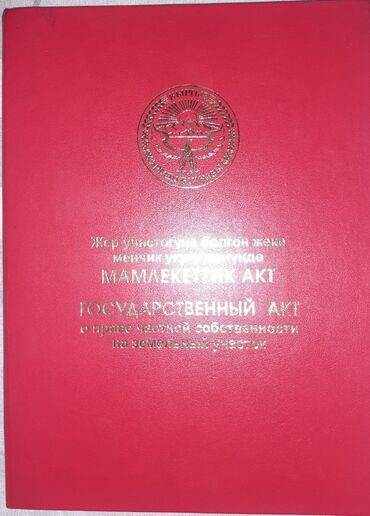 Жер участогуна болгон жеке
менчик укугу жөнүндө
МАМЛЕКЕТТИК АКТ
ГОСУДАРСТВЕННЫЙ АКТ
о праве частной собственности
на земельный участок